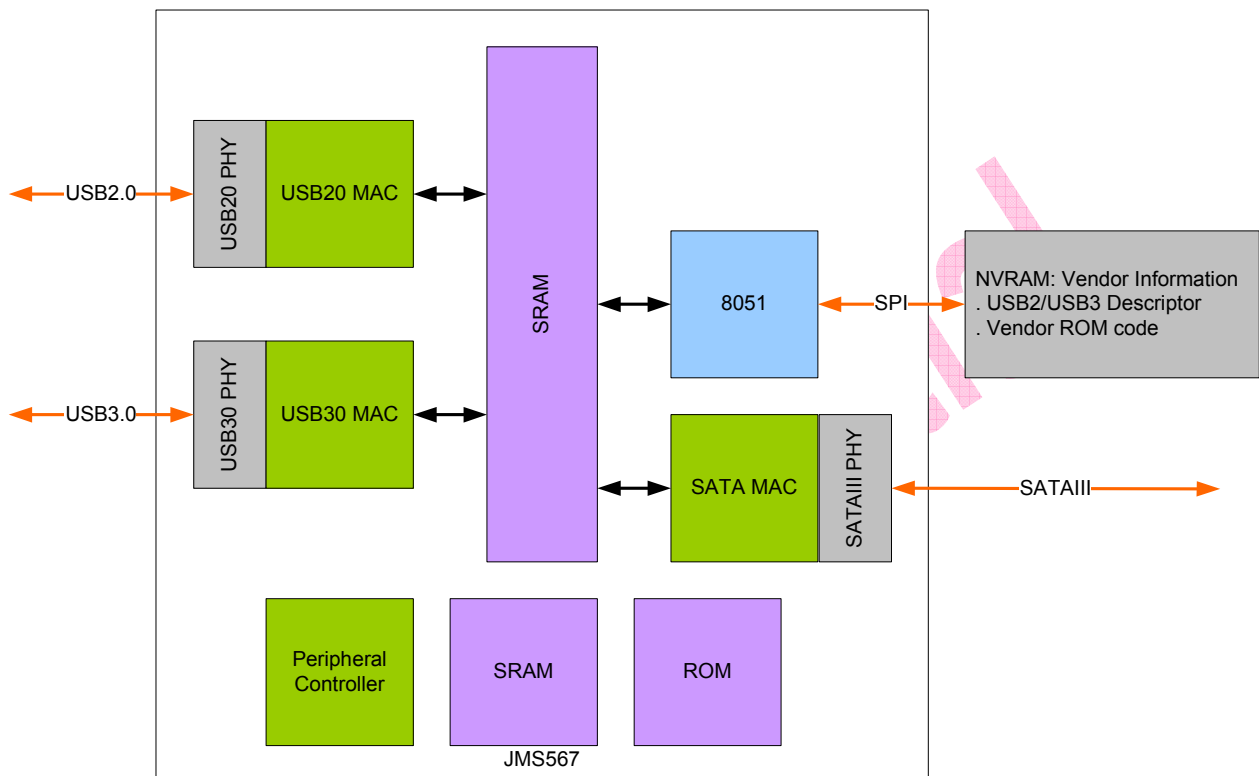 USB2.0
USB20 PHY
USB20 MAC
USB3.0
USB30 PHY
USB30 MAC
SRAM
8051
SPI
NVRAM: Vendor Information
. USB2/USB3 Descriptor
. Vendor ROM code
SATA MAC
SATAIII PHY
SATAIII
Peripheral
Controller
SRAM
ROM
JMS567